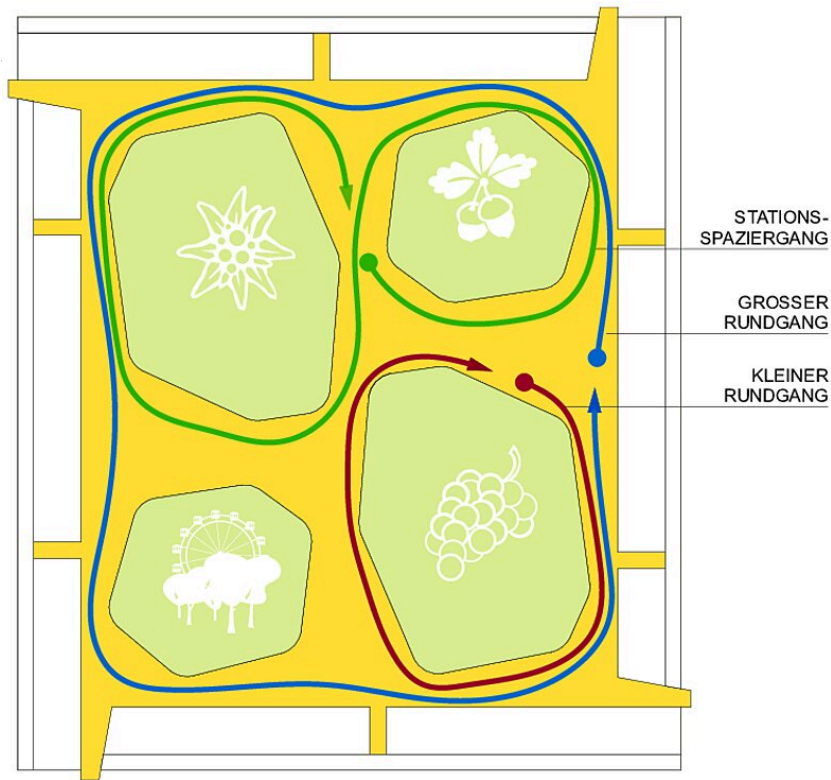 STATIONS-
SPAZIERGANG
GROSSER
RUNDGANG
KLEINER
RUNDGANG